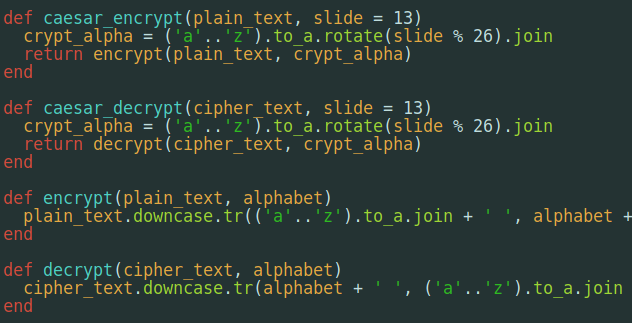 def caesar_encrypt(plain_text, slide = 13)
  crypt_alpha = ('a'..'z').to_a.rotate(slide % 26).join
  return encrypt(plain_text, crypt_alpha)
end

def caesar_decrypt(cipher_text, slide = 13)
  crypt_alpha = ('a'..'z').to_a.rotate(slide % 26).join
  return decrypt(cipher_text, crypt_alpha)
end

def encrypt(plain_text, alphabet)
  plain_text.downcase.tr(('a'..'z').to_a.join + ' ', alphabet +
end

def decrypt(cipher_text, alphabet)
  cipher_text.downcase.tr(alphabet + ' ', ('a'..'z').to_a.join
end